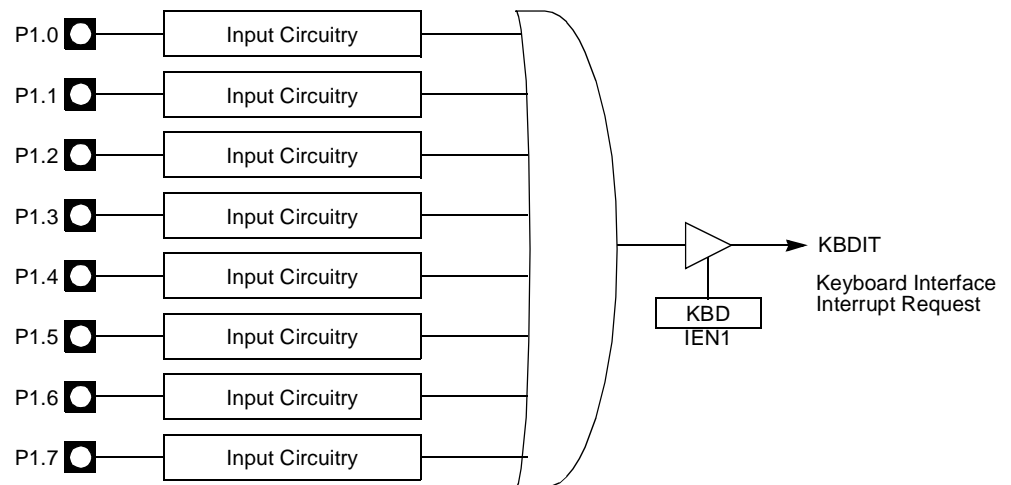 P1.0 Input Circuitry
P1.1 Input Circuitry
P1.2 Input Circuitry
P1.3 Input Circuitry
P1.4 Input Circuitry
P1.5 Input Circuitry
P1.6 Input Circuitry
P1.7 Input Circuitry
KBDIT
Keyboard Interface
Interrupt Request
KBD
IEN1